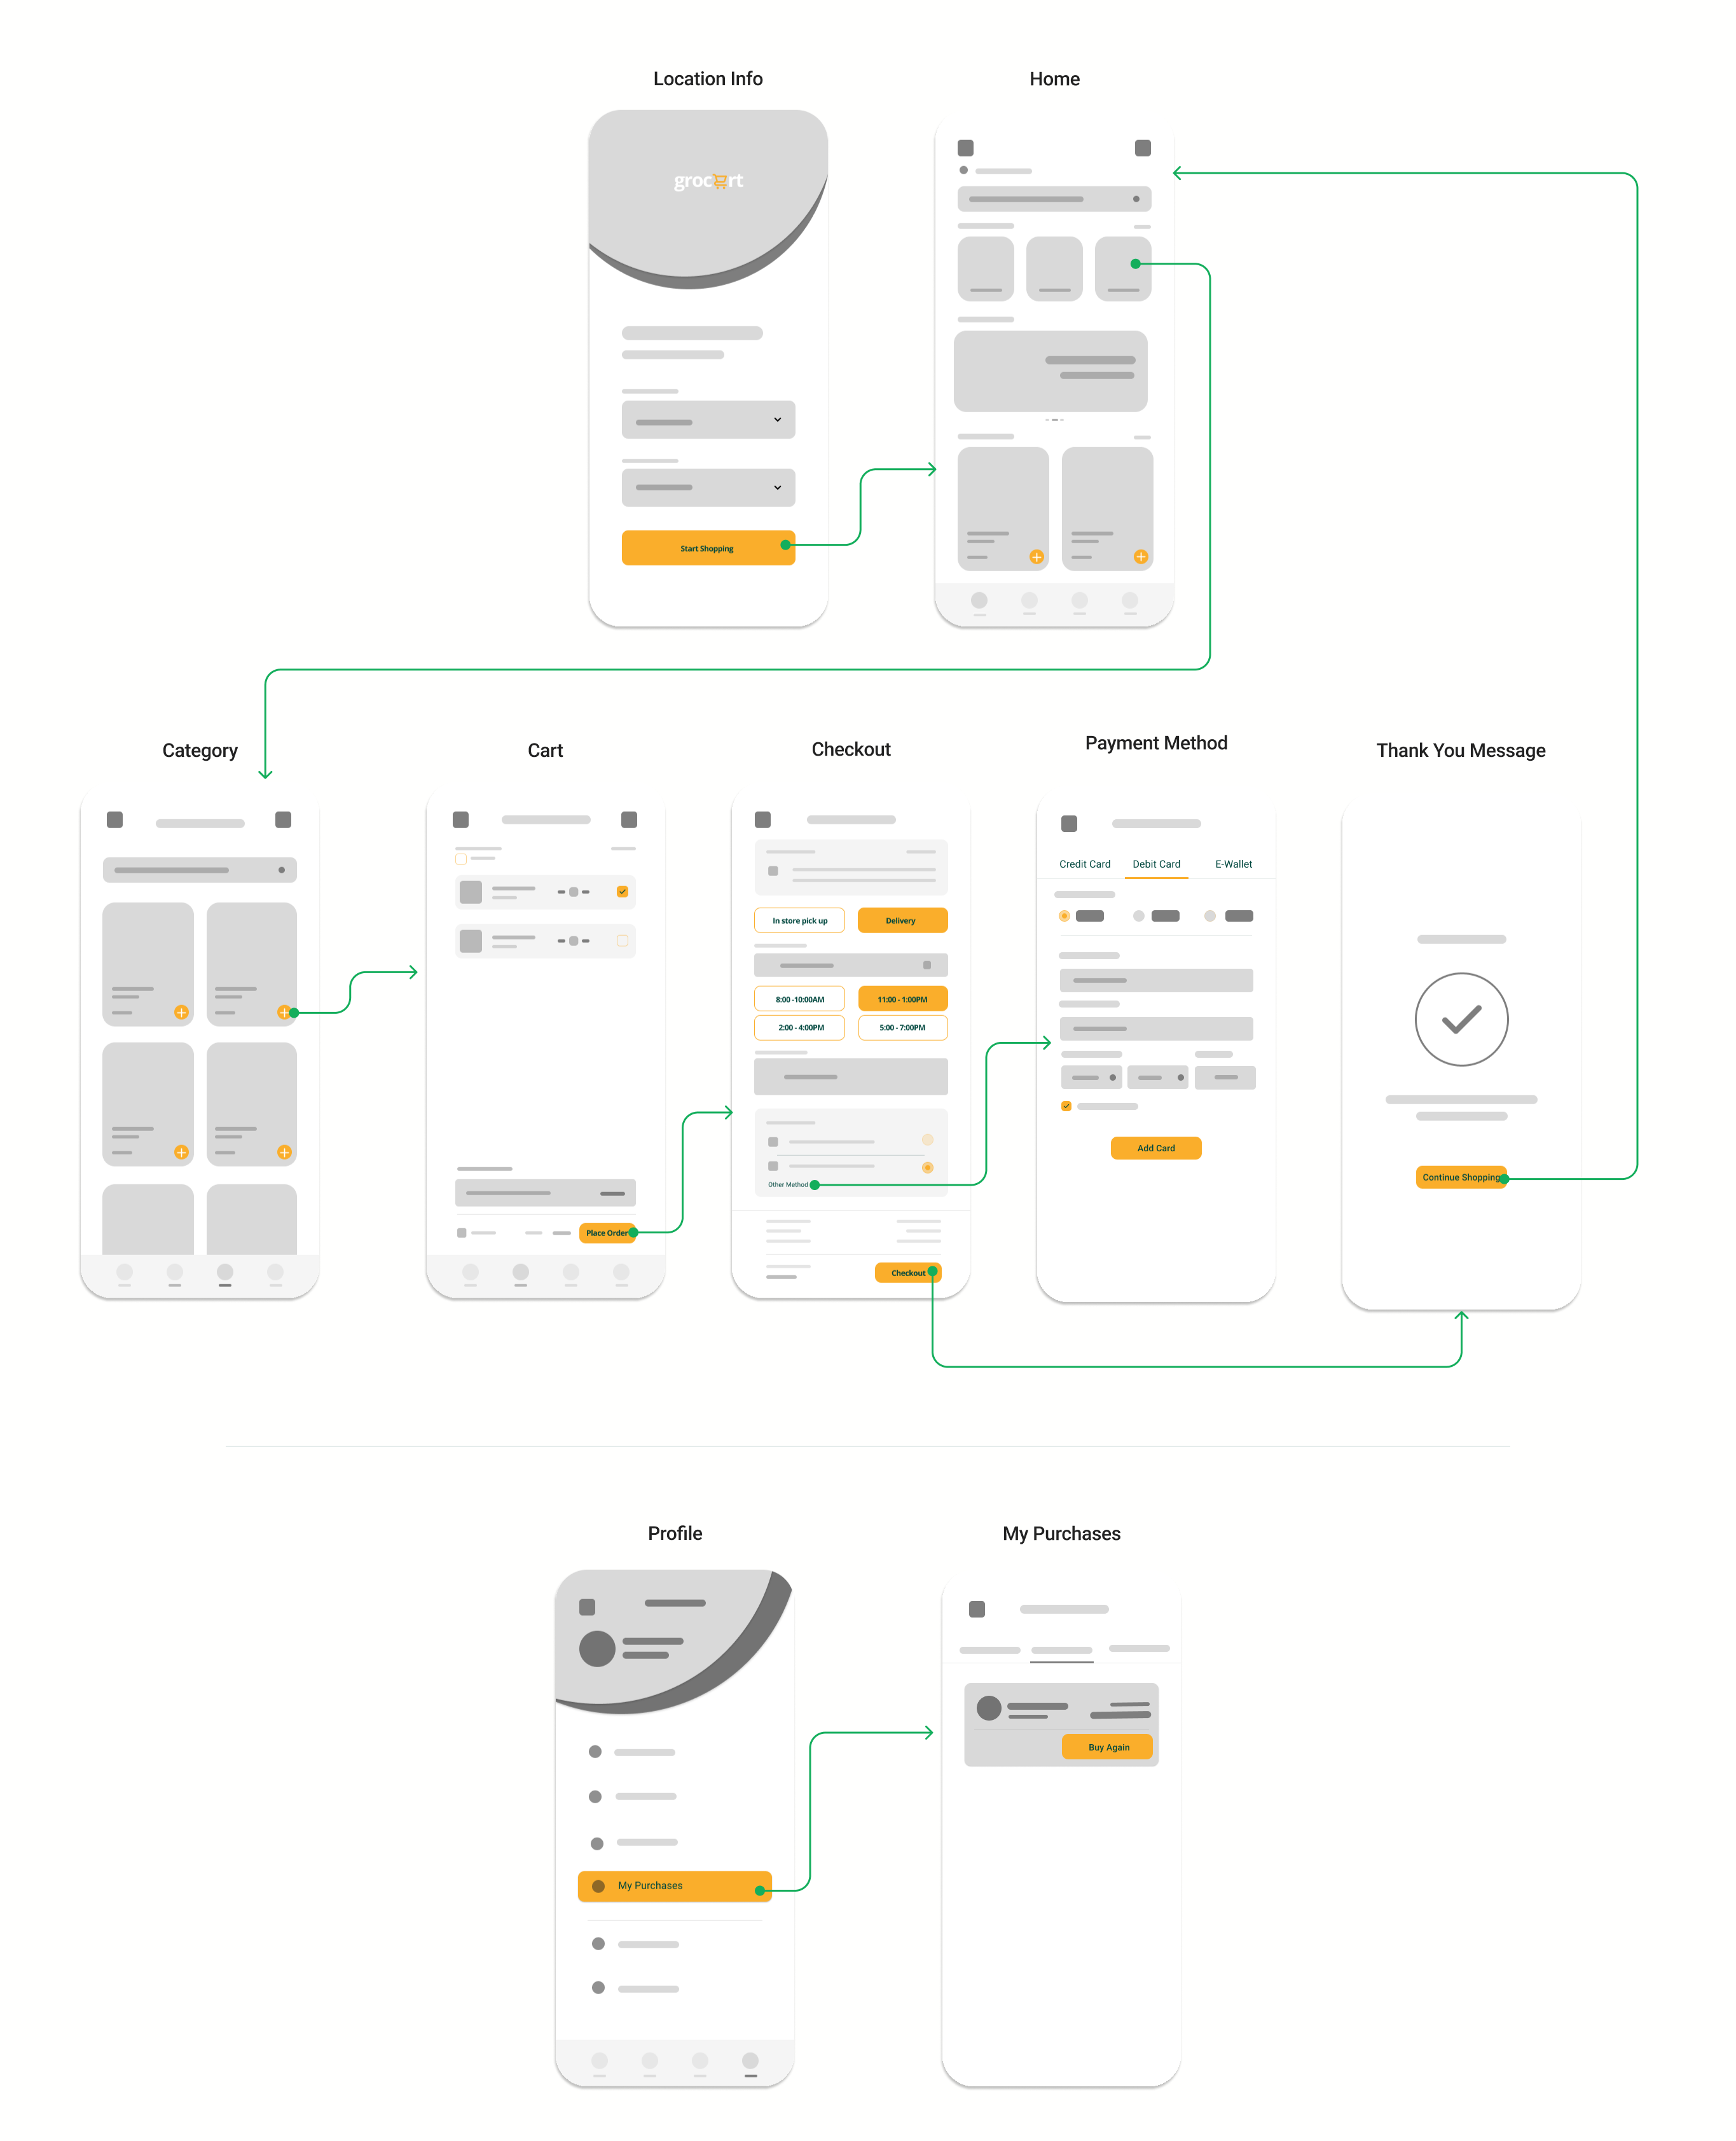 Location Info
Home
grocart
Start Shopping
Category
Cart
Checkout
Payment Method
Thank You Message
Credit Card
Debit Card
E-Wallet
In store pick up
Delivery
8:00 -10:00AM
11:00 - 1:00PM
2:00 - 4:00PM
5:00 - 7:00PM
Add Card
Other Method
Continue Shopping
Place Order
Checkout
Profile
My Purchases
Buy Again
My Purchases